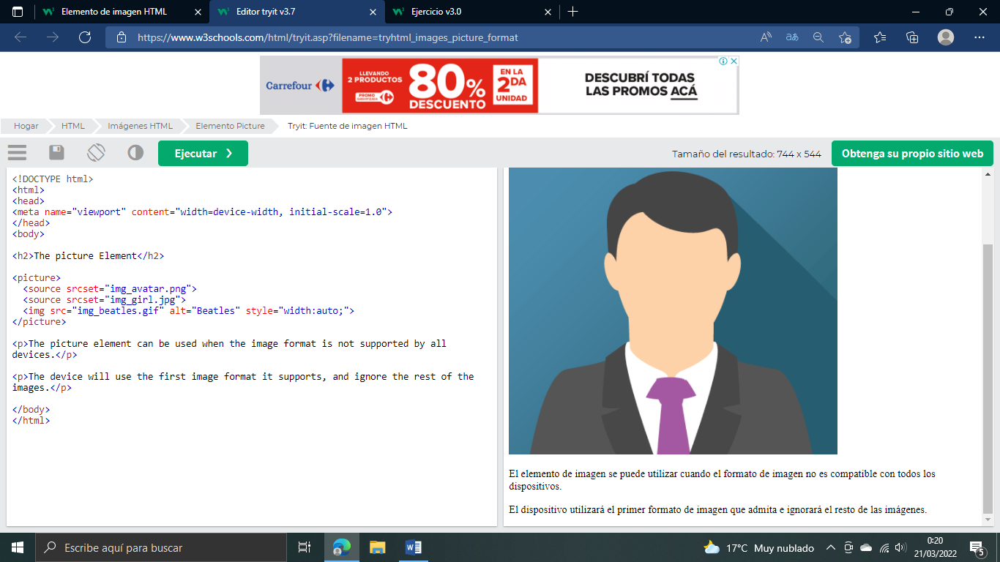 Elemento de imagen HTML
Editor tryit v3.7
Ejercicio v3.0
https://www.w3schools.com/html/tryit.asp?filename=tryhtml_images_picture_format
Carrefour
LLEVANDO
2 PRODUCTOS
80%
DESCUENTO
EN LA
2DA
UNIDAD
DESCUBRÍ TODAS
LAS PROMOS ACÁ
Hogar
HTML
Imágenes HTML
Elemento Picture
Tryit: Fuente de imagen HTML
Ejecutar ❯
Tamaño del resultado: 744 x 544
Obtenga su propio sitio web
<!DOCTYPE html>
<html>
<head>
<meta name="viewport" content="width=device-width, initial-scale=1.0">
</head>
<body>
<h2>The picture Element</h2>
<picture>
<source srcset="img_avatar.png">
<source srcset="img_girl.jpg">
<img src="img_beatles.gif" alt="Beatles" style="width:auto;">
</picture>
<p>The picture element can be used when the image format is not supported by all
devices.</p>
<p>The device will use the first image format it supports, and ignore the rest of the
images.</p>
</body>
</html>
El elemento de imagen se puede utilizar cuando el formato de imagen no es compatible con todos los
dispositivos.
El dispositivo utilizará el primer formato de imagen que admita e ignorará el resto de las imágenes.
Escribe aquí para buscar
17°C Muy nublado
0:20
21/03/2022
5